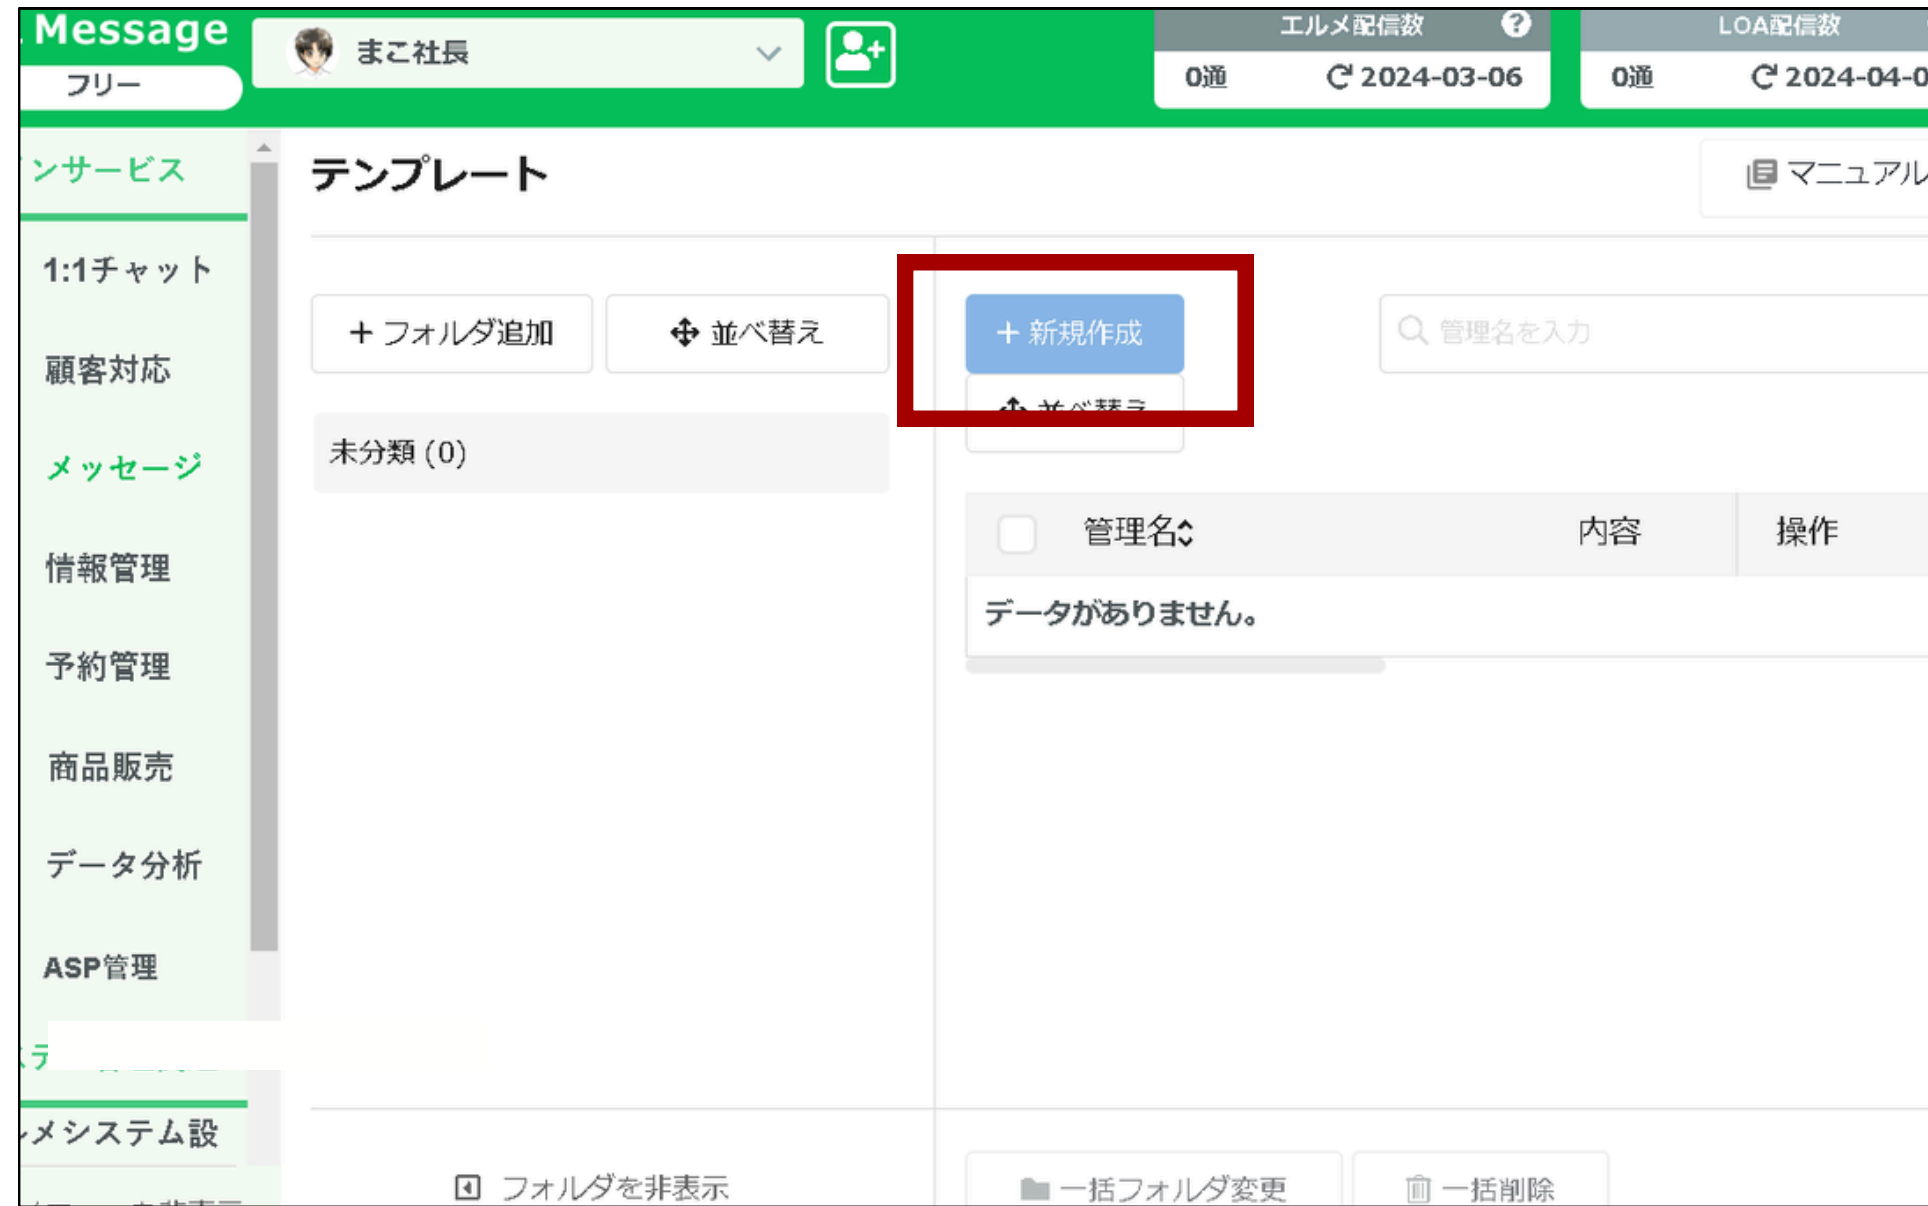 Message
フリー
まこ社長
エルメ配信数
0通 2024-03-06
LOA配信数
0通 2024-04-0
ンサービス
1:1チャット
顧客対応
メッセージ
情報管理
予約管理
商品販売
データ分析
ASP管理
メシステム設
テンプレート
マニュアル
+ フォルダ追加
並べ替え
+ 新規作成
並べ替え
管理名を入力
未分類 (0)
管理名 内容 操作
データがありません。
フォルダを非表示
一括フォルダ変更
一括削除